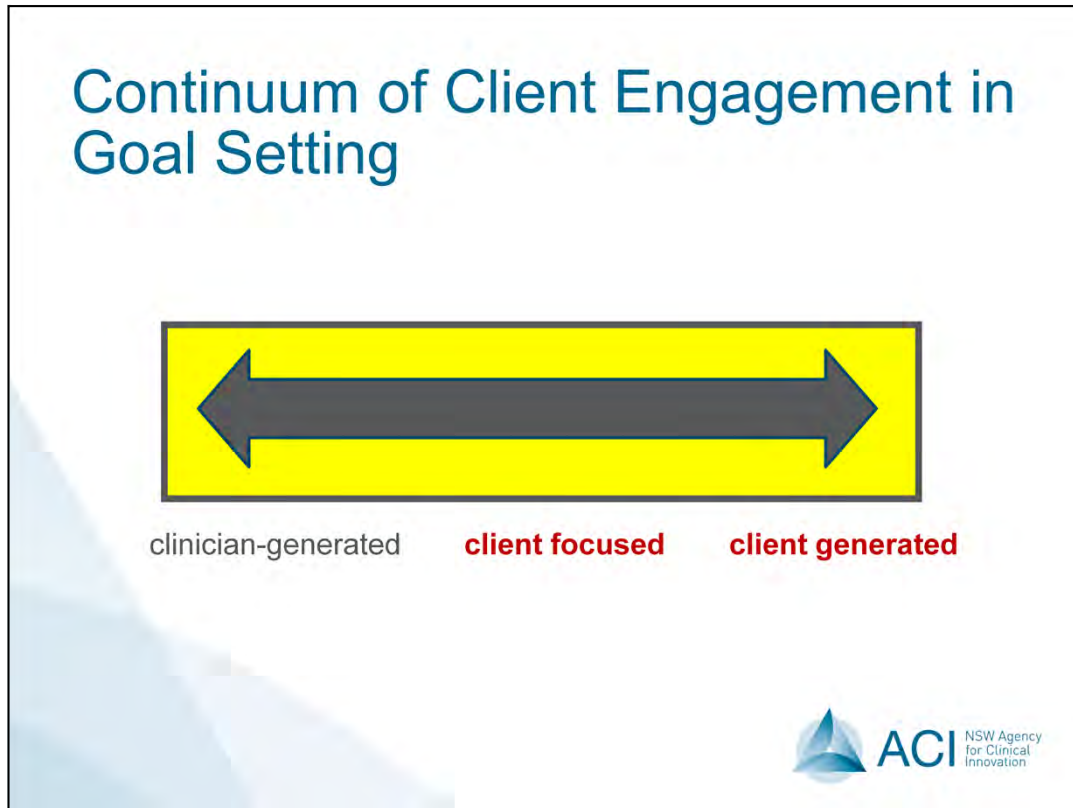 Continuum of Client Engagement in
Goal Setting
clinician-generated
client focused
client generated
ACI
NSW Agency
for Clinical
Innovation